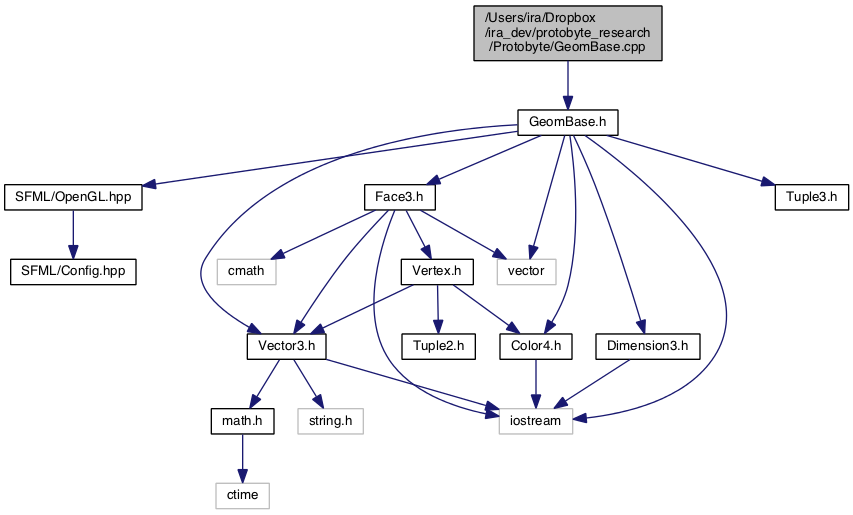 /Users/ira/Dropbox
/ira_dev/protobyte_research
/Protobyte/GeomBase.cpp
GeomBase.h
SFML/OpenGL.hpp
Face3.h
Tuple3.h
SFML/Config.hpp
cmath
Vertex.h
vector
Vector3.h
Tuple2.h
Color4.h
Dimension3.h
math.h
string.h
iostream
ctime